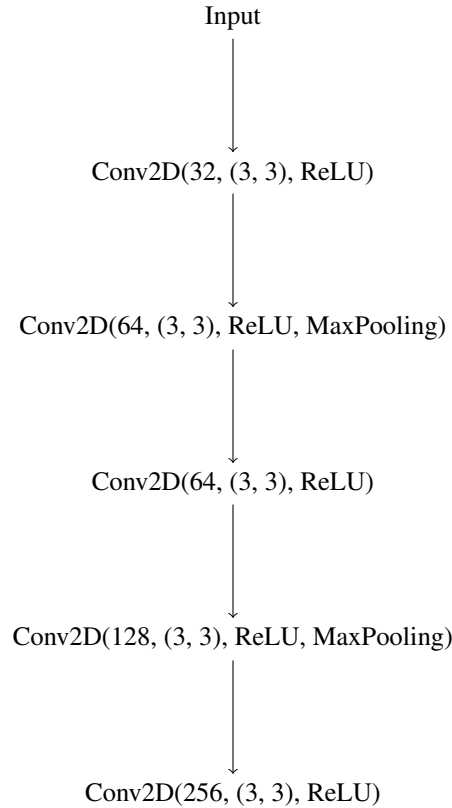 Input
Conv2D(32, (3, 3), ReLU)
Conv2D(64, (3, 3), ReLU, MaxPooling)
Conv2D(64, (3, 3), ReLU)
Conv2D(128, (3, 3), ReLU, MaxPooling)
Conv2D(256, (3, 3), ReLU)